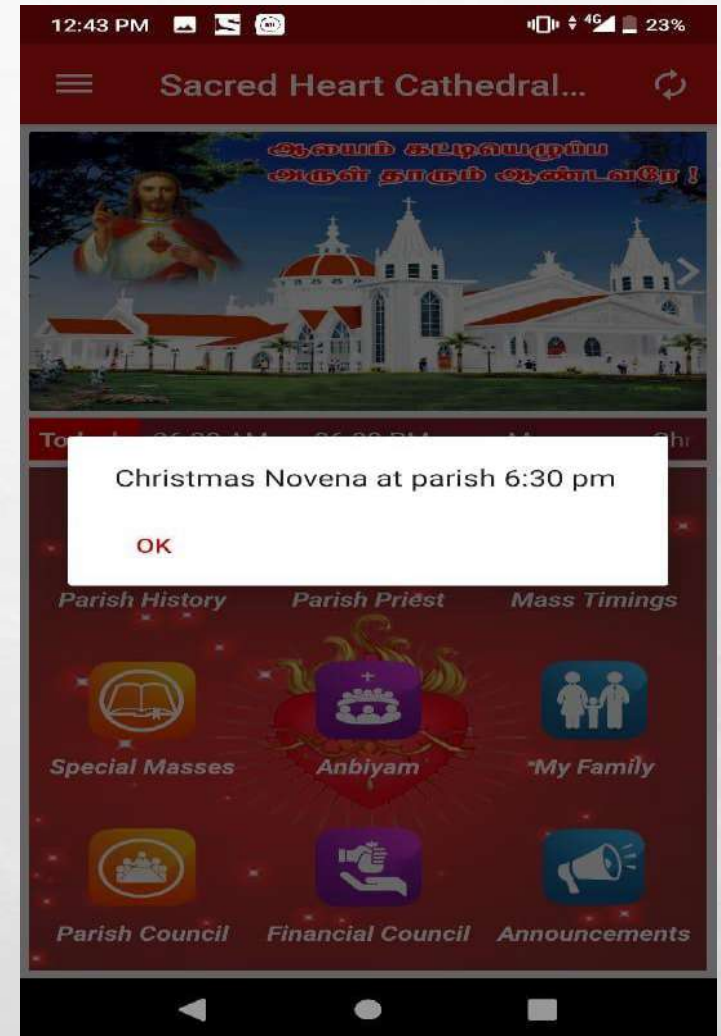 12:43 PM
4G
23%
Sacred Heart Cathedral...
ஆலயம் கட்டியெழுப்ப
அருள் தாரும் ஆண்டவரே !
Christmas Novena at parish 6:30 pm
OK
Parish History
Parish Priest
Mass Timings
Special Masses
Anbiyam
My Family
Parish Council
Financial Council
Announcements